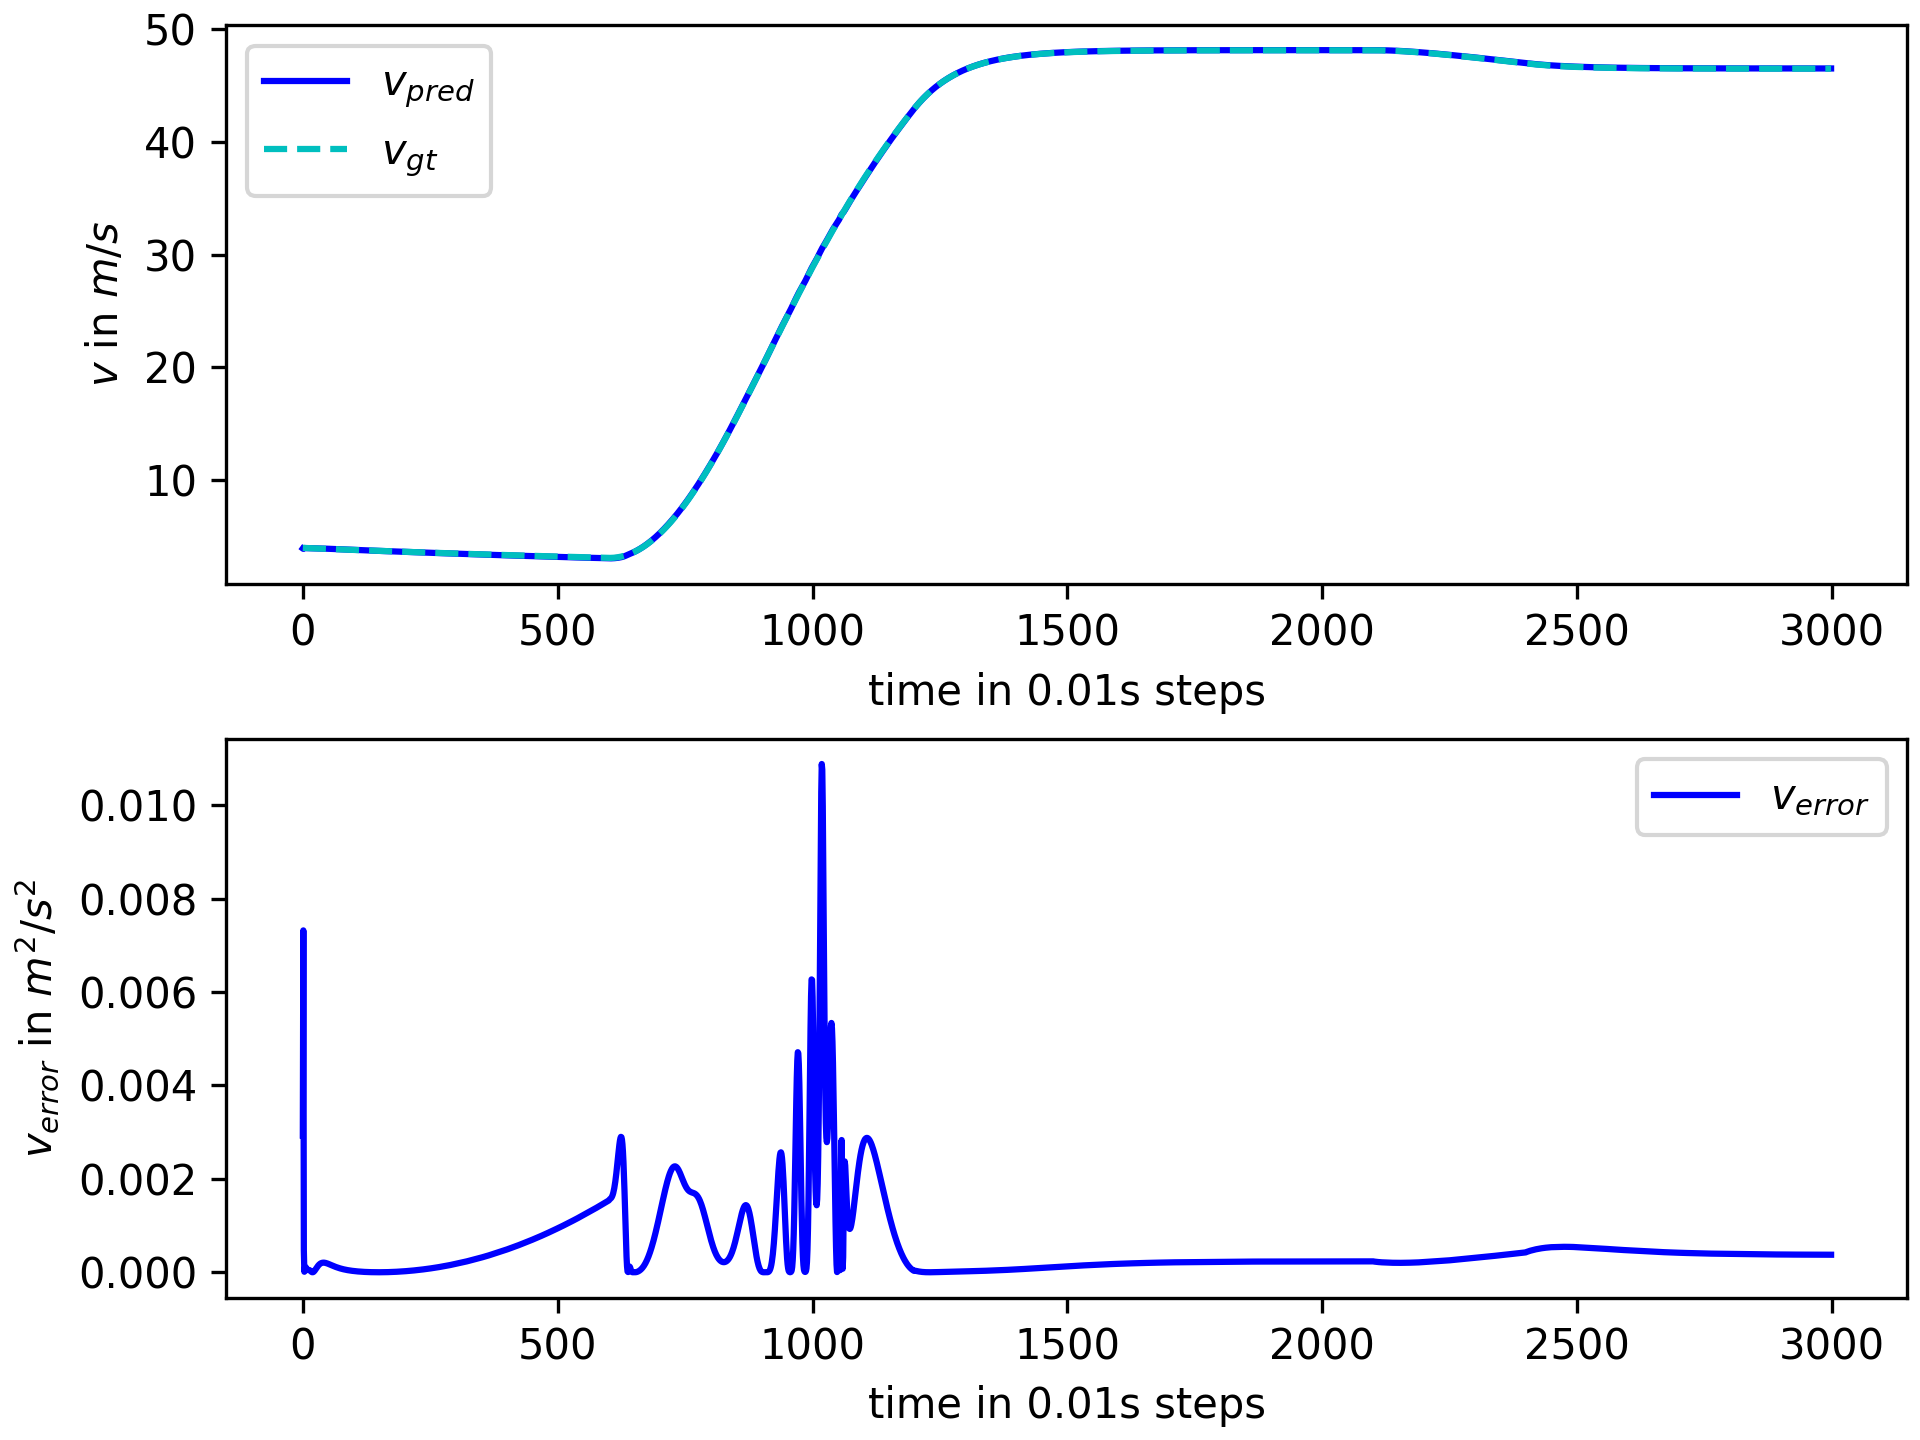 50
40
30
20
10
v in m/s
v_pred
v_gt
0 500 1000 1500 2000 2500 3000
time in 0.01s steps
0.010
0.008
0.006
0.004
0.002
0.000
v_error in m²/s²
v_error
0 500 1000 1500 2000 2500 3000
time in 0.01s steps